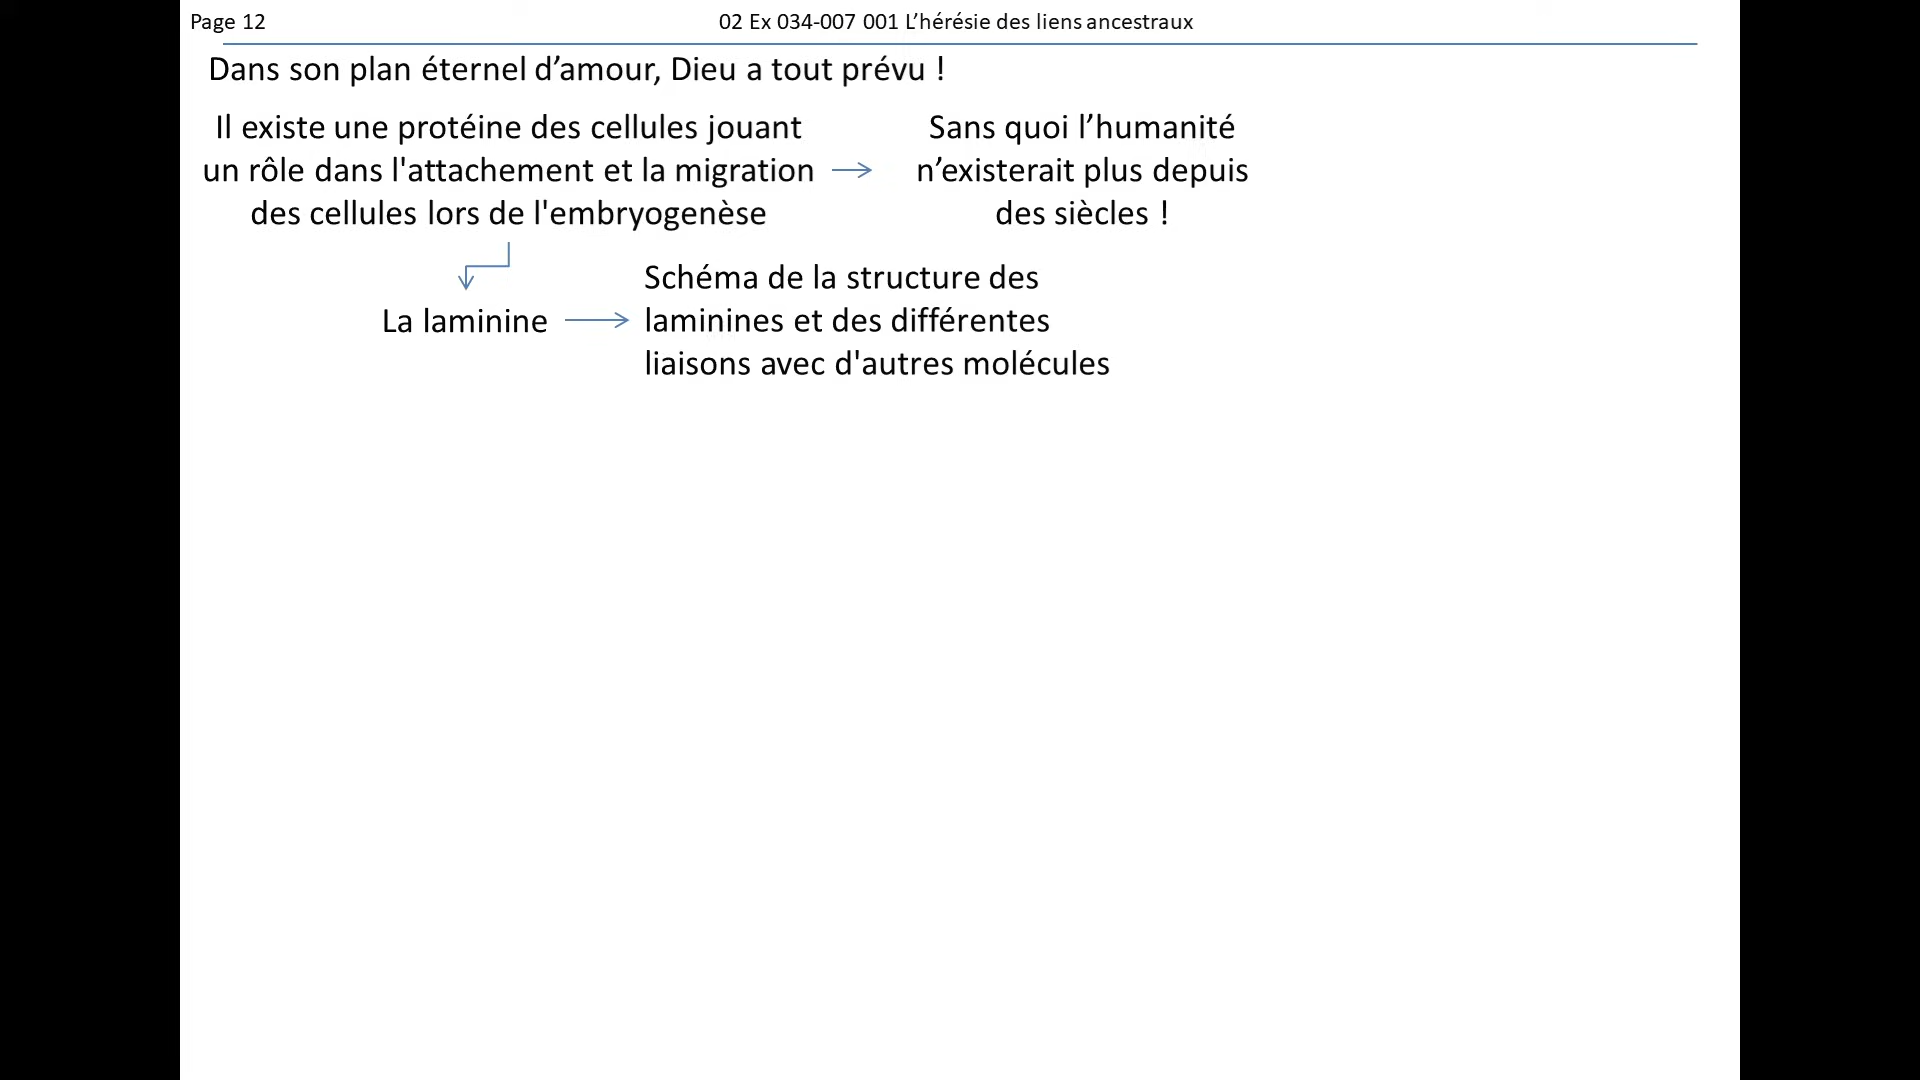 Page 12
02 Ex 034-007 001 L’hérésie des liens ancestraux
Dans son plan éternel d’amour, Dieu a tout prévu !
Il existe une protéine des cellules jouant
un rôle dans l'attachement et la migration
des cellules lors de l'embryogenèse
Sans quoi l’humanité
n’existerait plus depuis
des siècles !
La laminine
Schéma de la structure des
laminines et des différentes
liaisons avec d'autres molécules